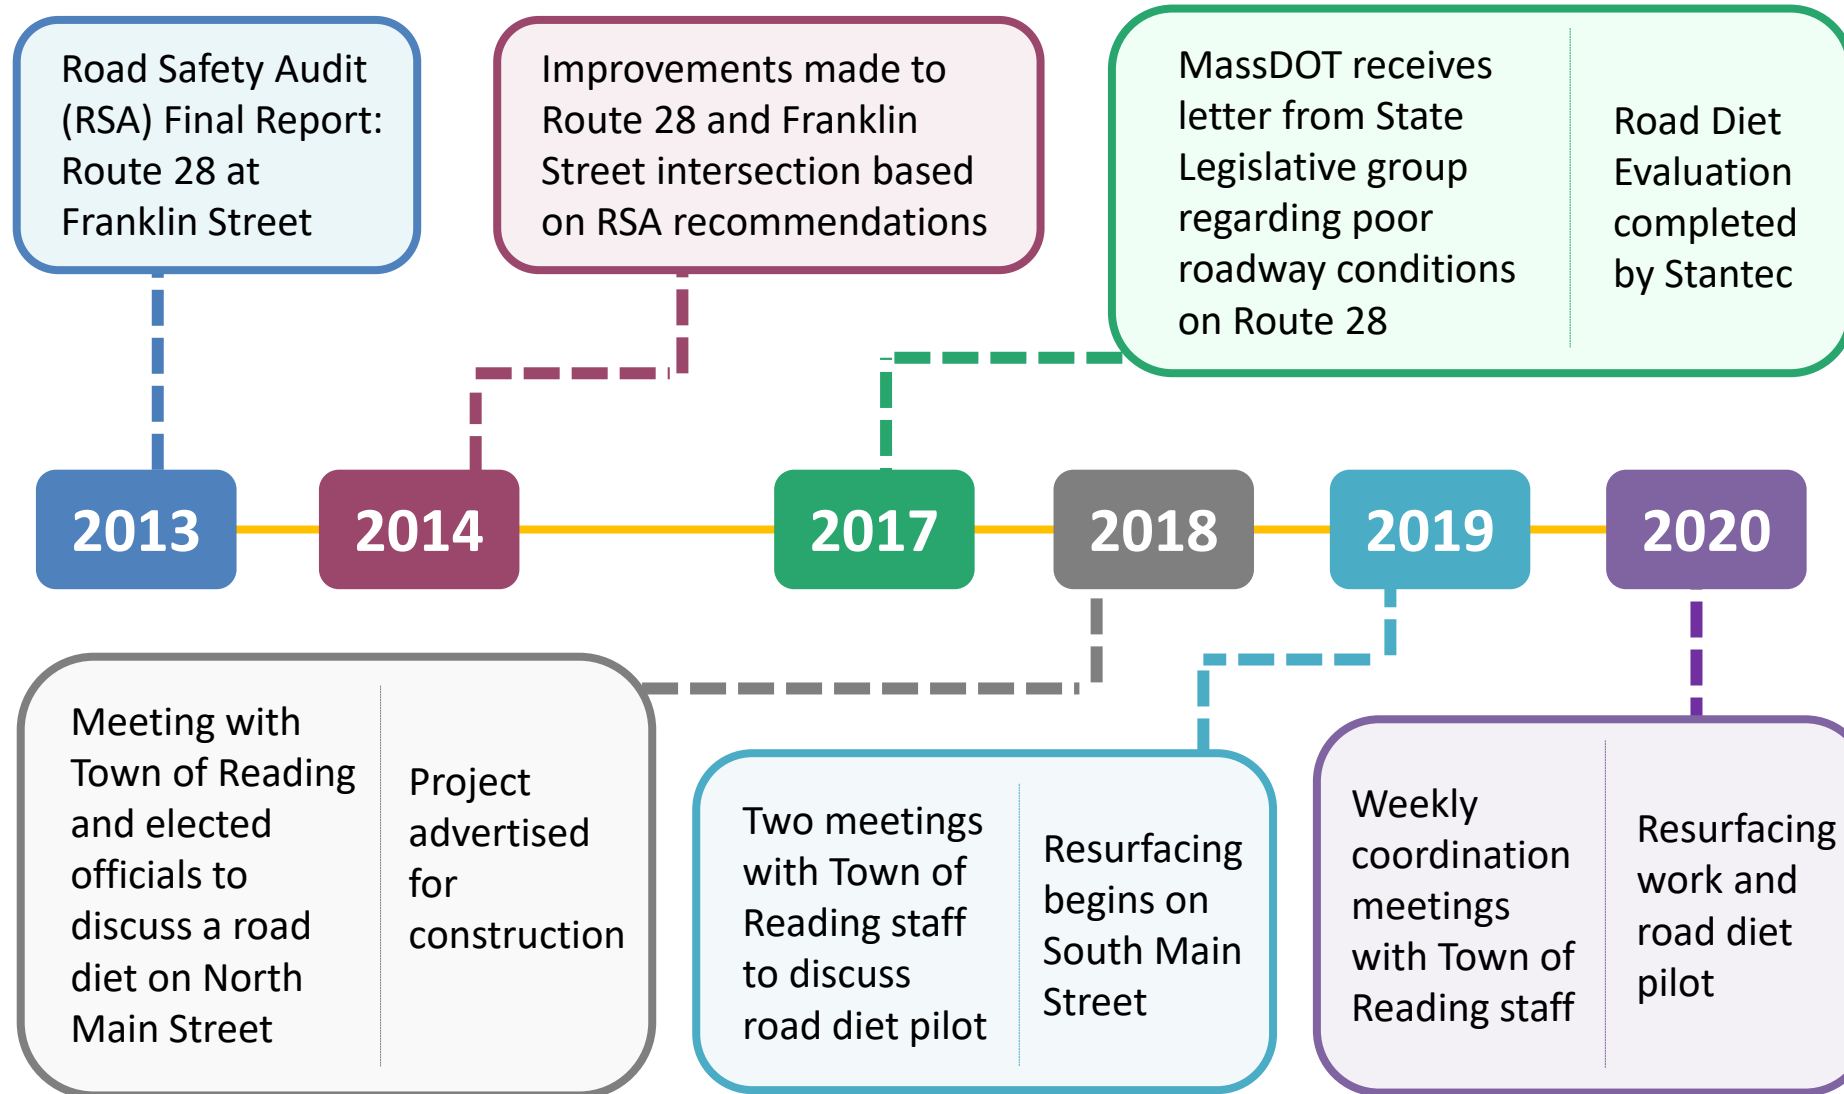 Road Safety Audit
(RSA) Final Report:
Route 28 at
Franklin Street
Improvements made to
Route 28 and Franklin
Street intersection based
on RSA recommendations
MassDOT receives
letter from State
Legislative group
regarding poor
roadway conditions
on Route 28
Road Diet
Evaluation
completed
by Stantec
2013
2014
2017
2018
2019
2020
Meeting with
Town of Reading
and elected
officials to
discuss a road
diet on North
Main Street
Project
advertised
for
construction
Two meetings
with Town of
Reading staff
to discuss
road diet pilot
Resurfacing
begins on
South Main
Street
Weekly
coordination
meetings
with Town of
Reading staff
Resurfacing
work and
road diet
pilot